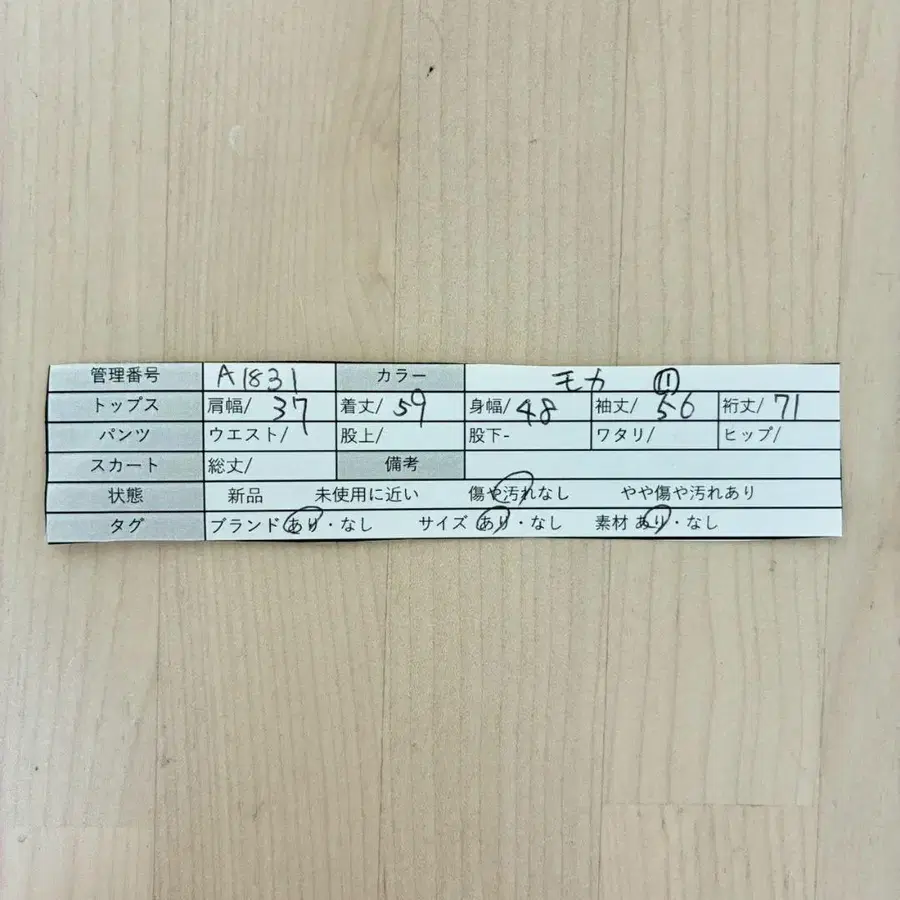 管理番号 A1831 カラー モカ ⑪
トップス 肩幅/ 37 着丈/ 59 身幅/ 48 袖丈/ 56 裄丈/ 71
パンツ ウエスト/ 股上/ 股下- ワタリ/ ヒップ/
スカート 総丈/ 備考
状態 新品 未使用に近い 傷や汚れなし やや傷や汚れあり
タグ ブランド あり・なし サイズ あり・なし 素材 あり・なし